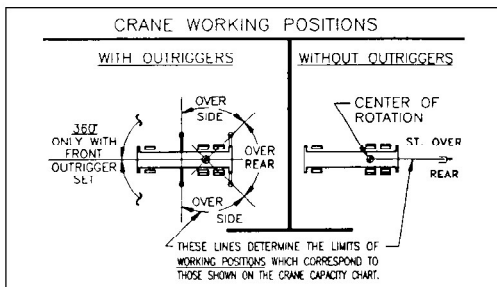 CRANE WORKING POSITIONS
WITH OUTRIGGERS
360°
ONLY WITH
FRONT
OUTRIGGER
SET
OVER
SIDE
OVER
REAR
OVER
SIDE
WITHOUT OUTRIGGERS
CENTER OF
ROTATION
ST. OVER
REAR
THESE LINES DETERMINE THE LIMITS OF
WORKING POSITIONS WHICH CORRESPOND TO
THOSE SHOWN ON THE CRANE CAPACITY CHART.